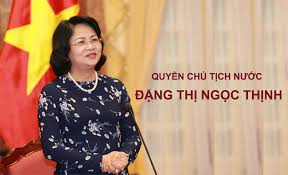 QUYỀN CHỦ TỊCH NƯỚC
ĐẶNG THỊ NGỌC THỊNH